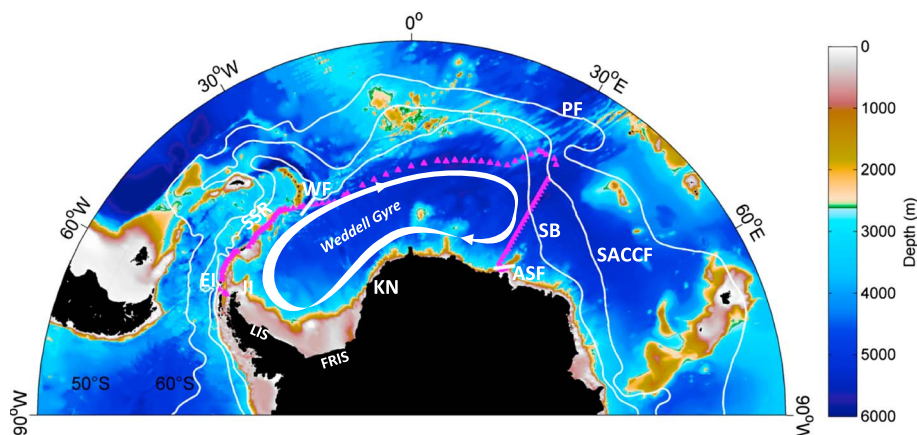 0°
30°W
30°E
60°W
60°E
90°W
90°W
50°S
60°S
PF
WF
SSR
Weddell Gyre
SB
SACCF
ASF
KN
EI
JI
LIS
FRIS
0
1000
2000
3000
4000
5000
6000
Depth (m)